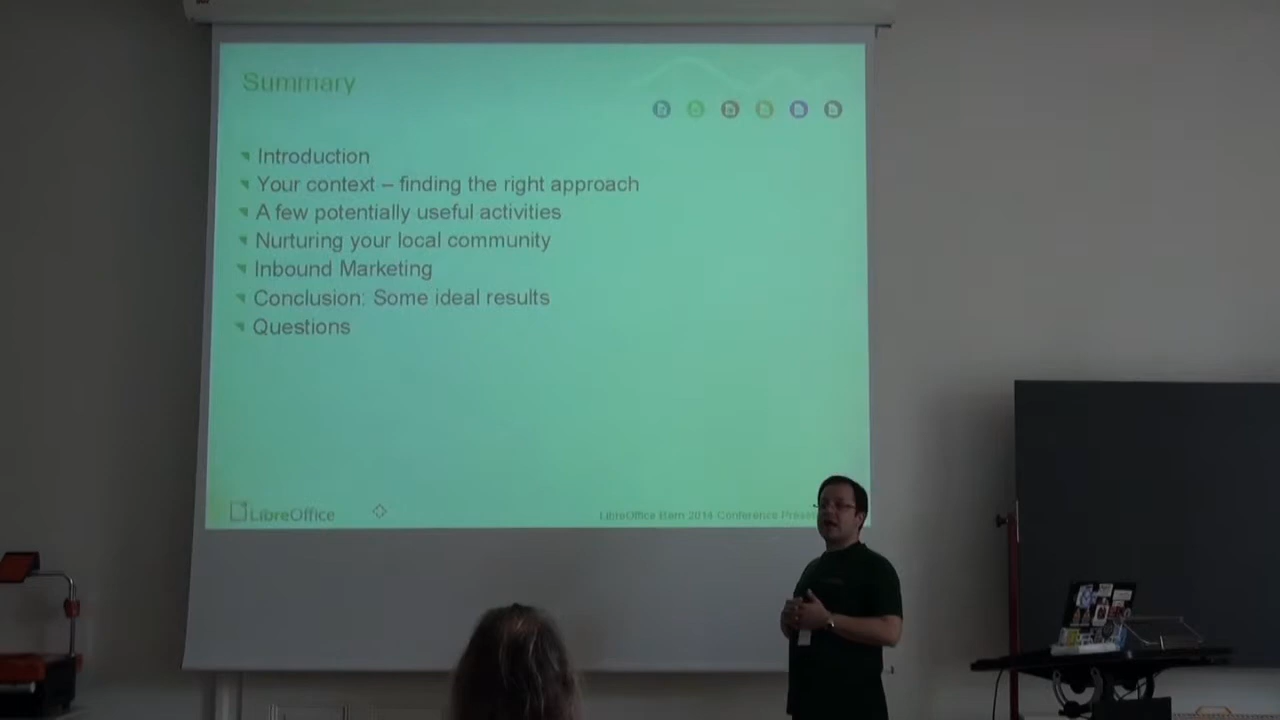 Summary
Introduction
Your context – finding the right approach
A few potentially useful activities
Nurturing your local community
Inbound Marketing
Conclusion: Some ideal results
Questions
LibreOffice
LibreOffice Bern 2014 Conference